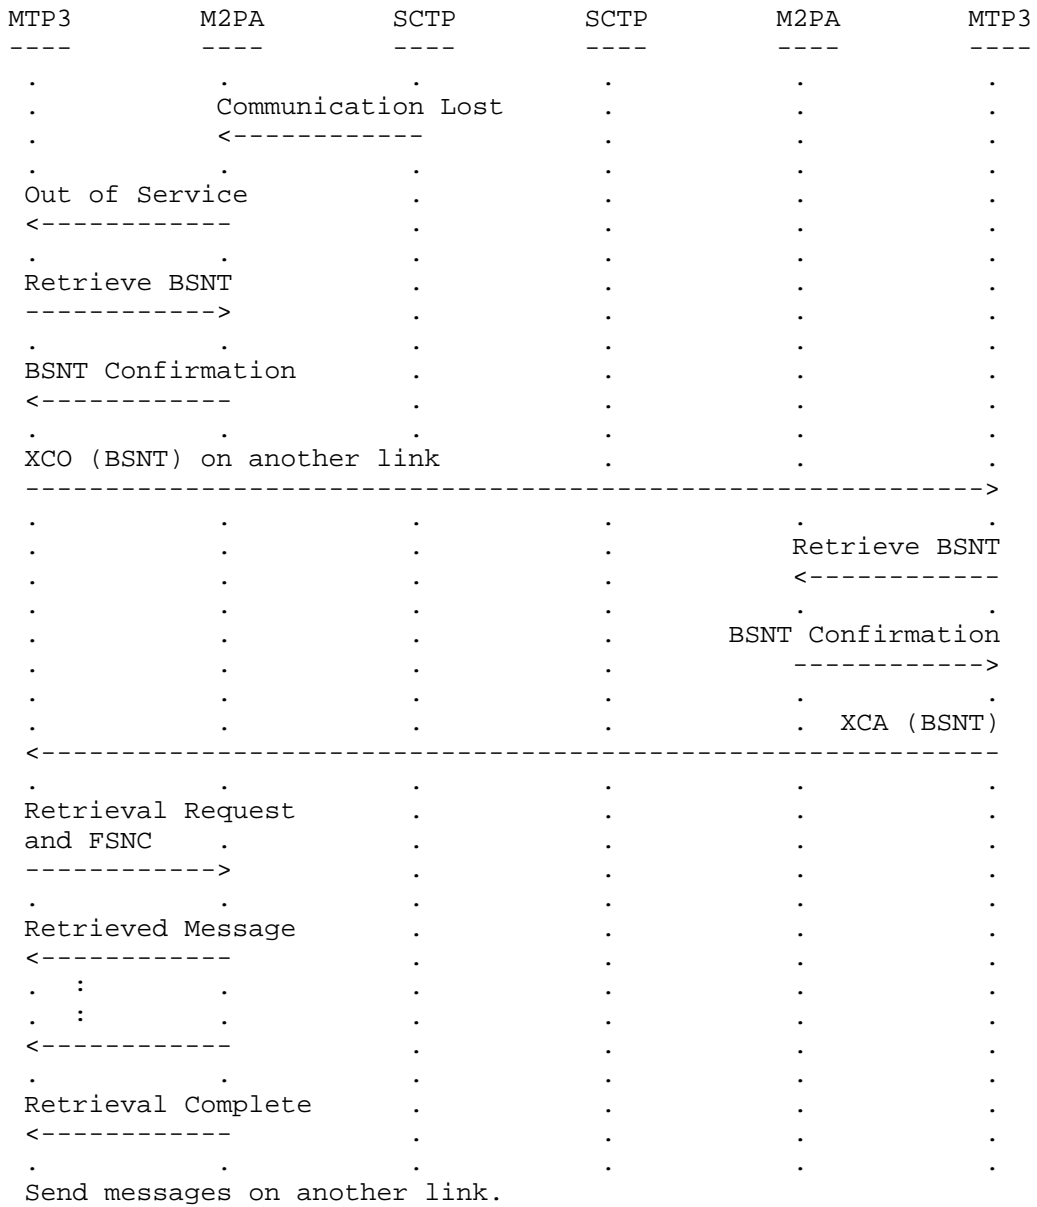 MTP3        M2PA        SCTP        SCTP        M2PA        MTP3
----        ----        ----        ----        ----        ----
 .           .           .           .           .           .
 .           Communication Lost      .           .           .
 .           <------------           .           .           .
 .           .           .           .           .           .
 Out of Service          .           .           .           .
 <------------           .           .           .           .
 .           .           .           .           .           .
 Retrieve BSNT           .           .           .           .
 ------------>           .           .           .           .
 .           .           .           .           .           .
 BSNT Confirmation       .           .           .           .
 <------------           .           .           .           .
 .           .           .           .           .           .
 XCO (BSNT) on another link          .           .           .
 ------------------------------------------------------------>
 .           .           .           .           .           .
 .           .           .           .           Retrieve BSNT
 .           .           .           .           <------------
 .           .           .           .           .           .
 .           .           .           .       BSNT Confirmation
 .           .           .           .           ------------>
 .           .           .           .           .           .
 .           .           .           .           .  XCA (BSNT)
 <------------------------------------------------------------
 .           .           .           .           .           .
 Retrieval Request       .           .           .           .
 and FSNC    .           .           .           .           .
 ------------>           .           .           .           .
 .           .           .           .           .           .
 Retrieved Message       .           .           .           .
 <------------           .           .           .           .
 .  :        .           .           .           .           .
 .  :        .           .           .           .           .
 <------------           .           .           .           .
 .           .           .           .           .           .
 Retrieval Complete      .           .           .           .
 <------------           .           .           .           .
 .           .           .           .           .           .
 Send messages on another link.